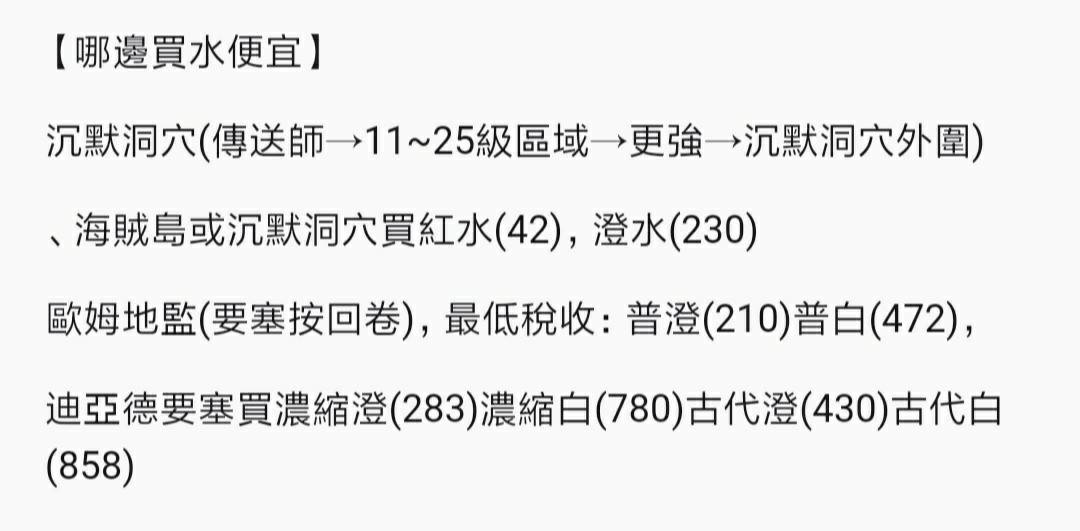 【哪邊買水便宜】
沉默洞穴(傳送師→11~25級區域→更強→沉默洞穴外圍)
、海賊島或沉默洞穴買紅水(42), 澄水(230)
歐姆地監(要塞按回卷), 最低稅收: 普澄(210)普白(472),
迪亞德要塞買濃縮澄(283)濃縮白(780)古代澄(430)古代白
(858)